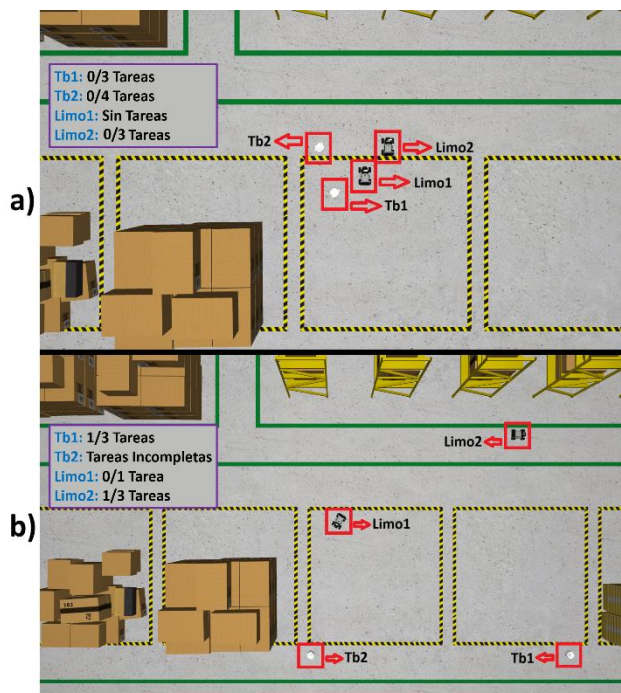 Tb1: 0/3 Tareas
Tb2: 0/4 Tareas
Limo1: Sin Tareas
Limo2: 0/3 Tareas
Tb2
Limo2
Limo1
Tb1
a)
Tb1: 1/3 Tareas
Tb2: Tareas Incompletas
Limo1: 0/1 Tarea
Limo2: 1/3 Tareas
Limo2
b)
Limo1
Tb2
Tb1